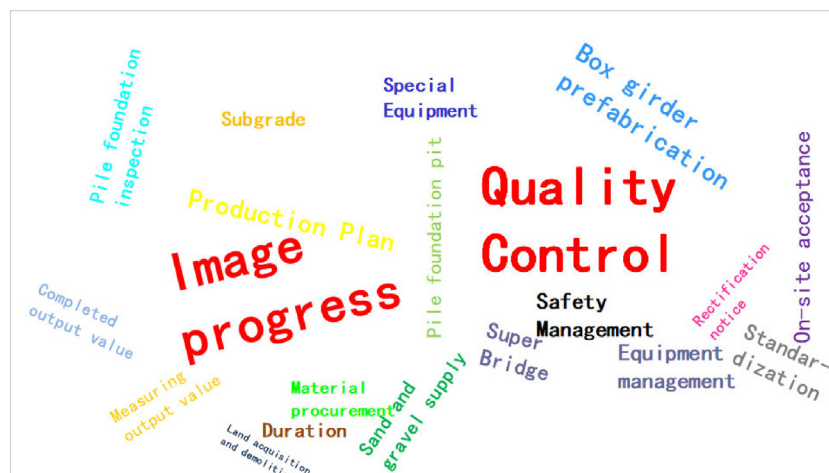 Pile foundation
inspection
Subgrade
Special
Equipment
Box girder
prefabrication
Production Plan
Pile foundation pit
Quality
Control
On-site acceptance
Image
progress
Completed
output value
Safety
Management
Rectification
notice
Super
Bridge
Equipment
management
Standar-
dization
Measuring
output value
Material
procurement
Sand and
gravel supply
Duration
Land acquisition
and demoliti